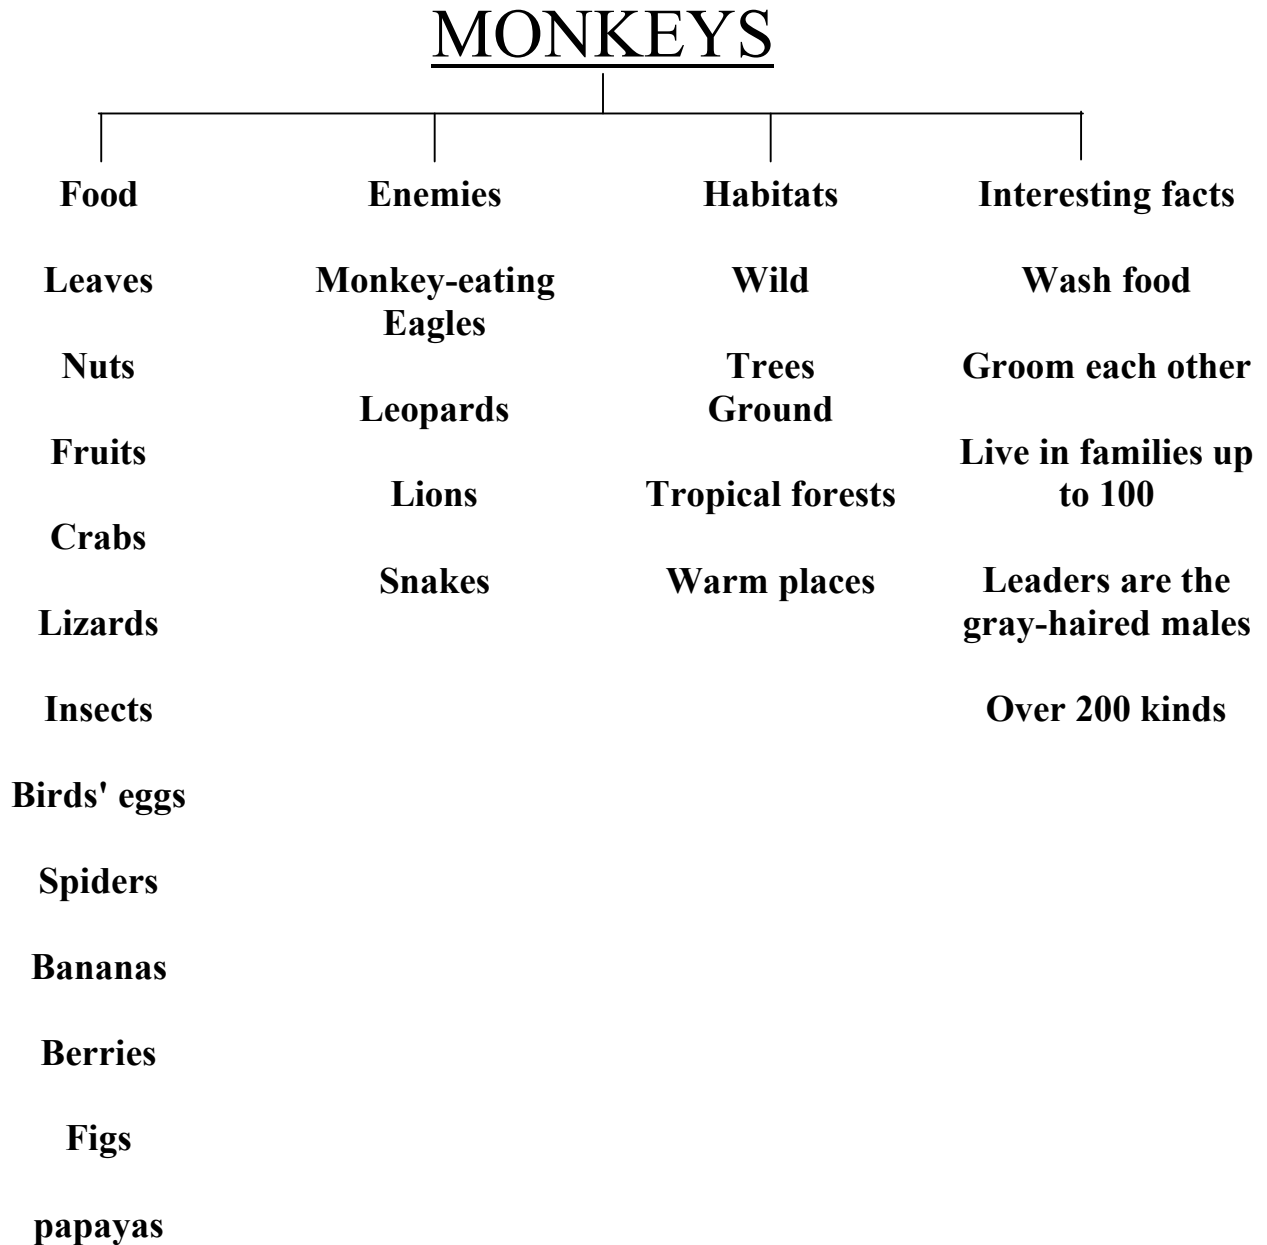 MONKEYS
Food
Leaves
Nuts
Fruits
Crabs
Lizards
Insects
Birds' eggs
Spiders
Bananas
Berries
Figs
papayas
Enemies
Monkey-eating
Eagles
Leopards
Lions
Snakes
Habitats
Wild
Trees
Ground
Tropical forests
Warm places
Interesting facts
Wash food
Groom each other
Live in families up
to 100
Leaders are the
gray-haired males
Over 200 kinds